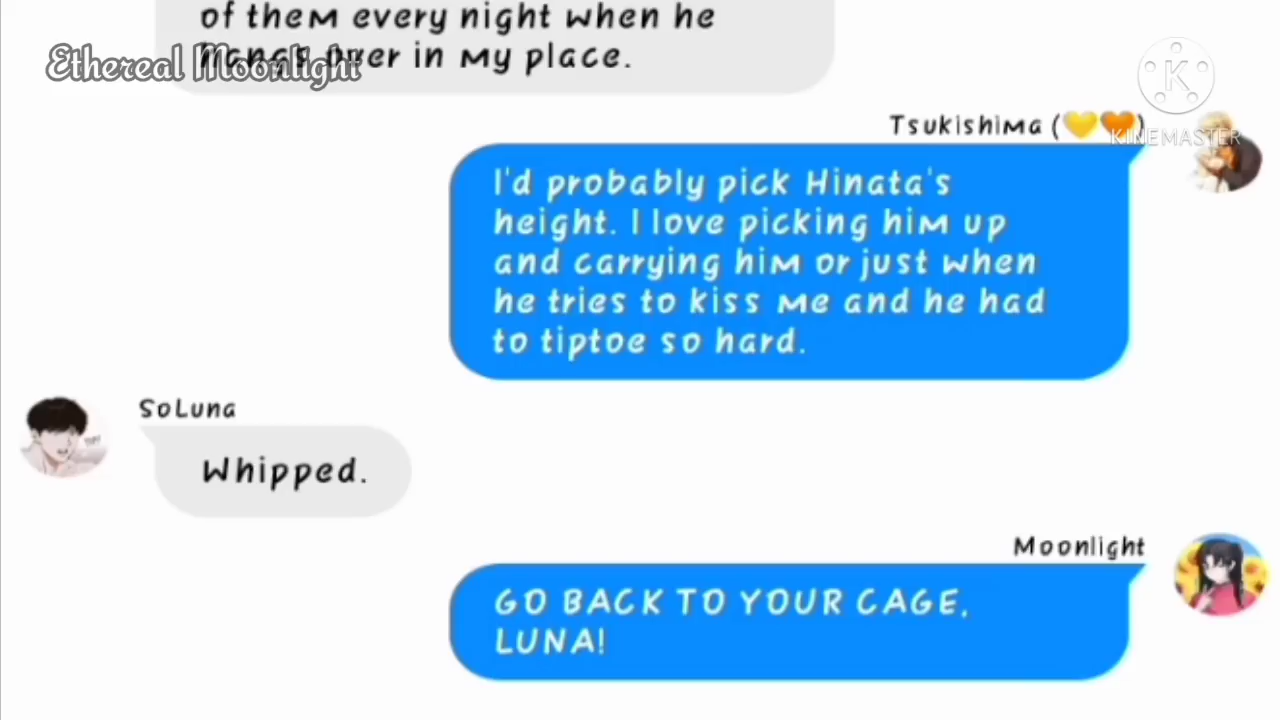 of them every night when he
hangs over in my place.
Ethereal Moonlight
K
KINEMASTER
Tsukishima (💛🧡)
I'd probably pick Hinata's
height. I love picking him up
and carrying him or just when
he tries to kiss me and he had
to tiptoe so hard.
SoLuna
Whipped.
Moonlight
GO BACK TO YOUR CAGE,
LUNA!